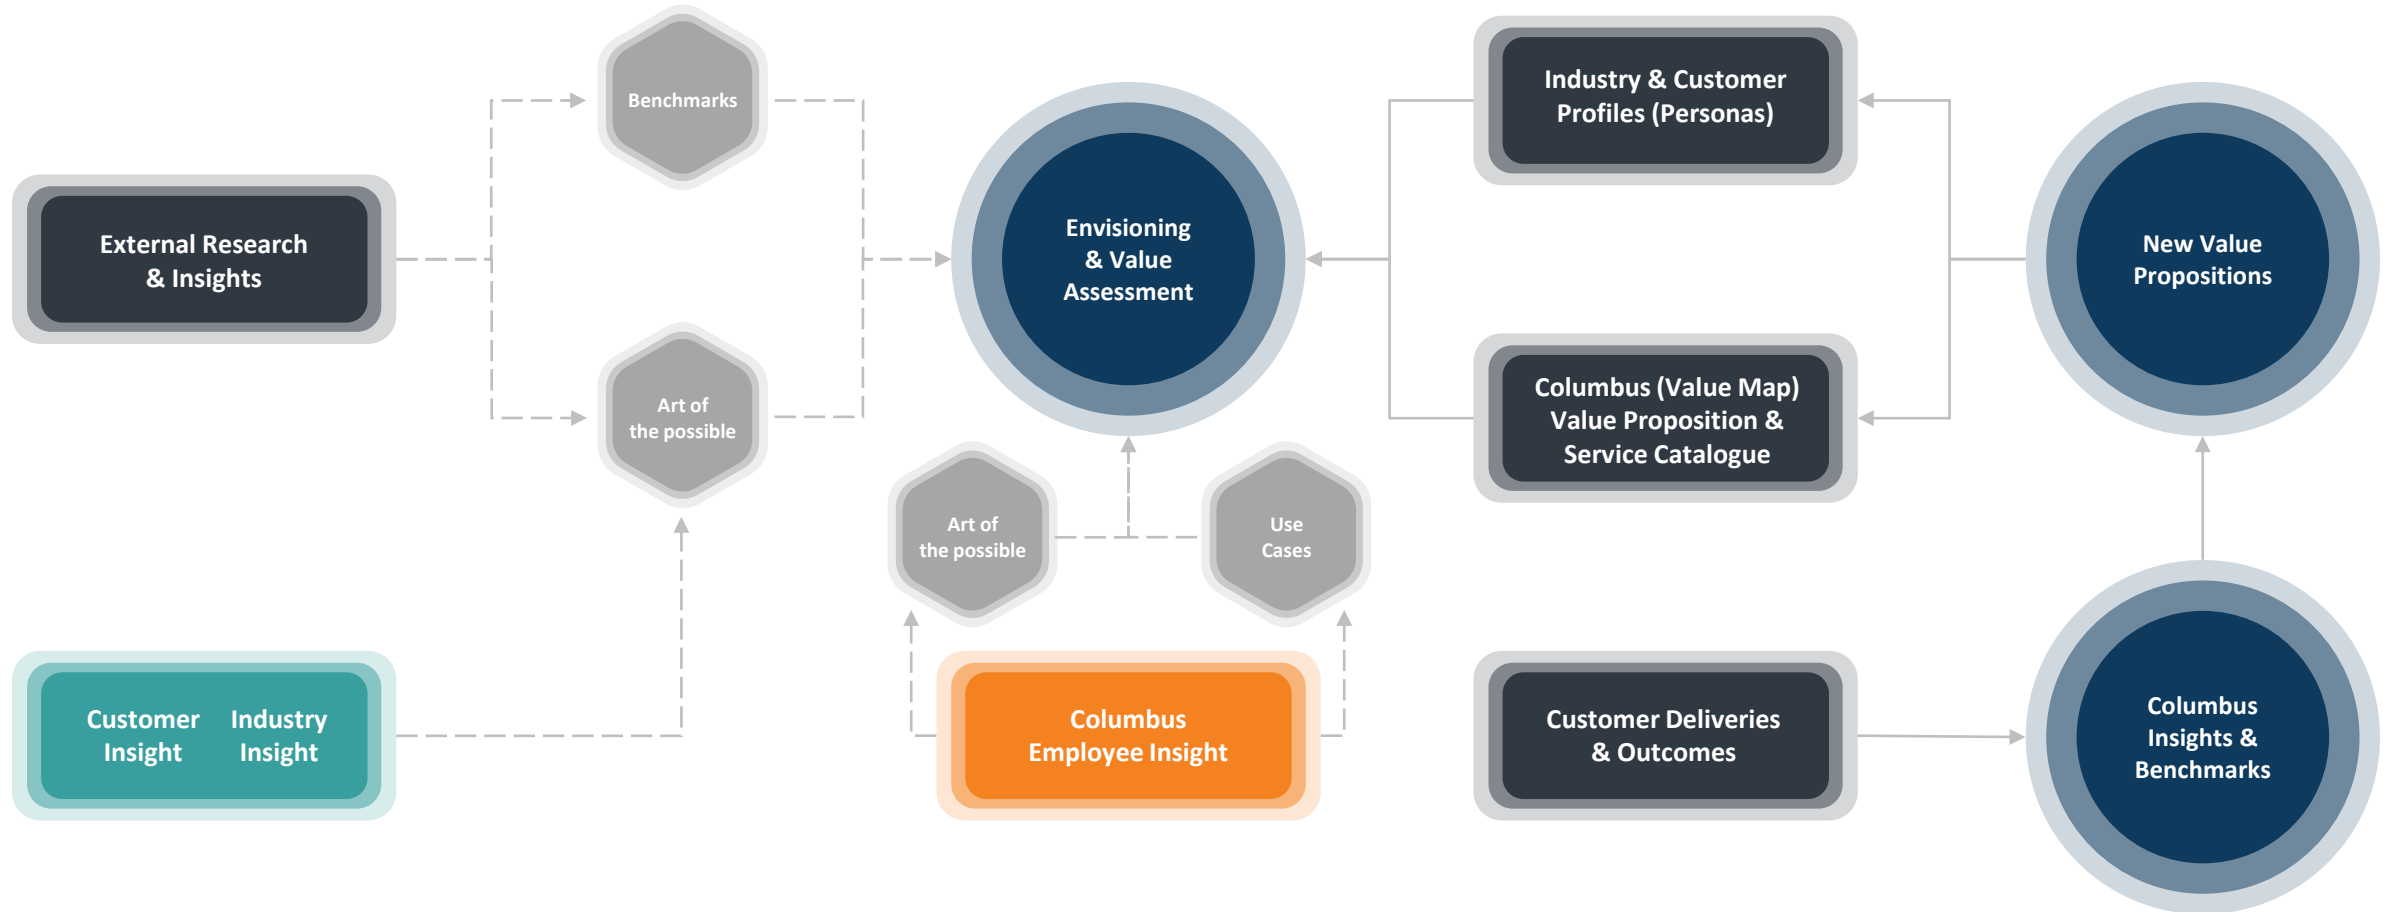 Benchmarks
Industry & Customer
Profiles (Personas)
External Research
& Insights
Envisioning
& Value
Assessment
New Value
Propositions
Art of
the possible
Columbus (Value Map)
Value Proposition &
Service Catalogue
Art of
the possible
Use
Cases
Customer
Insight
Industry
Insight
Columbus
Employee Insight
Customer Deliveries
& Outcomes
Columbus
Insights &
Benchmarks